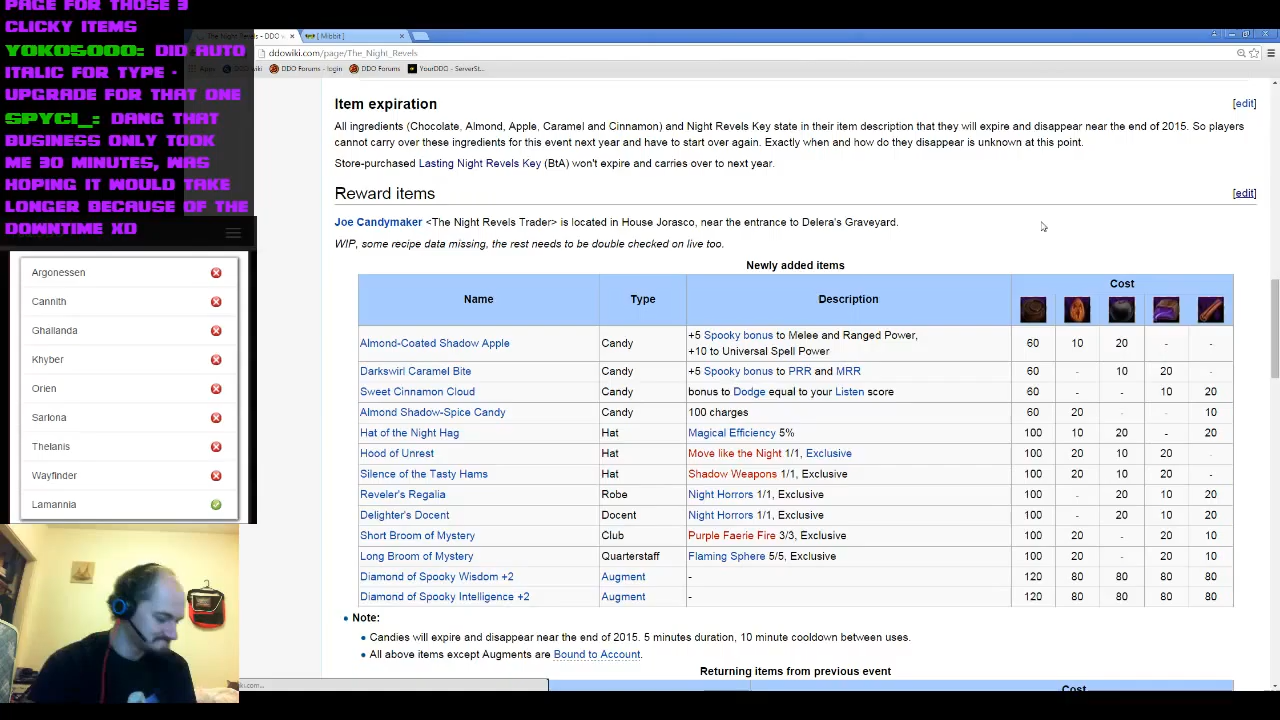 PAGE FOR THOSE 3
CLICKY ITEMS
YOKO5000: DID AUTO
ITALIC FOR TYPE -
UPGRADE FOR THAT ONE
SPYCI_: DANG THAT
BUSINESS ONLY TOOK
ME 30 MINUTES, WAS
HOPING IT WOULD TAKE
LONGER BECAUSE OF THE
DOWNTIME XD
Argonessen
Cannith
Ghallanda
Khyber
Orien
Sarlona
Thelanis
Wayfinder
Lamannia
The Night Revels - DDO w
[ Mibbit ]
ddowiki.com/page/The_Night_Revels
Apps
DDO wiki
DDO Forums - login
DDO Forums
YourDDO - ServerSt...
Item expiration [edit]
All ingredients (Chocolate, Almond, Apple, Caramel and Cinnamon) and Night Revels Key have in their item description that they will expire and disappear near the end of 2015. So players
cannot carry over these ingredients for this event next year and have to start over again. Exactly when and how do they disappear is unknown at this point.
Store-purchased Lasting Night Revels Key (BtA) won't expire and carries over to next year.
Reward items [edit]
Joe Candymaker <The Night Revels Trader> is located in House Jorasco, near the entrance to Delera's Graveyard.
WIP, some recipe data missing, the rest needs to be double checked on live too.
Newly added items
Name Type Description Cost
Almond-Coated Shadow Apple Candy +5 Spooky bonus to Melee and Ranged Power, 60 10 20 - -
+10 to Universal Spell Power
Darkswirl Caramel Bite Candy +5 Spooky bonus to PRR and MRR 60 - 10 20 -
Sweet Cinnamon Cloud Candy bonus to Dodge equal to your Listen score 60 - - 10 20
Almond Shadow-Spice Candy Candy 100 charges 60 20 - - 10
Hat of the Night Hag Hat Magical Efficiency 5% 100 10 20 - 20
Hood of Unrest Hat Move like the Night 1/1, Exclusive 100 20 10 20 -
Silence of the Tasty Hams Hat Shadow Weapons 1/1, Exclusive 100 20 10 20 -
Reveler's Regalia Robe Night Horrors 1/1, Exclusive 100 - 20 10 20
Delighter's Docent Docent Night Horrors 1/1, Exclusive 100 - 20 10 20
Short Broom of Mystery Club Purple Faerie Fire 3/3, Exclusive 100 20 - 20 10
Long Broom of Mystery Quarterstaff Flaming Sphere 5/5, Exclusive 100 20 - 20 10
Diamond of Spooky Wisdom +2 Augment - 120 80 80 80 80
Diamond of Spooky Intelligence +2 Augment - 120 80 80 80 80
Note:
Candies will expire and disappear near the end of 2015. 5 minutes duration, 10 minute cooldown between uses.
All above items except Augments are Bound to Account.
Returning items from previous event
Cost